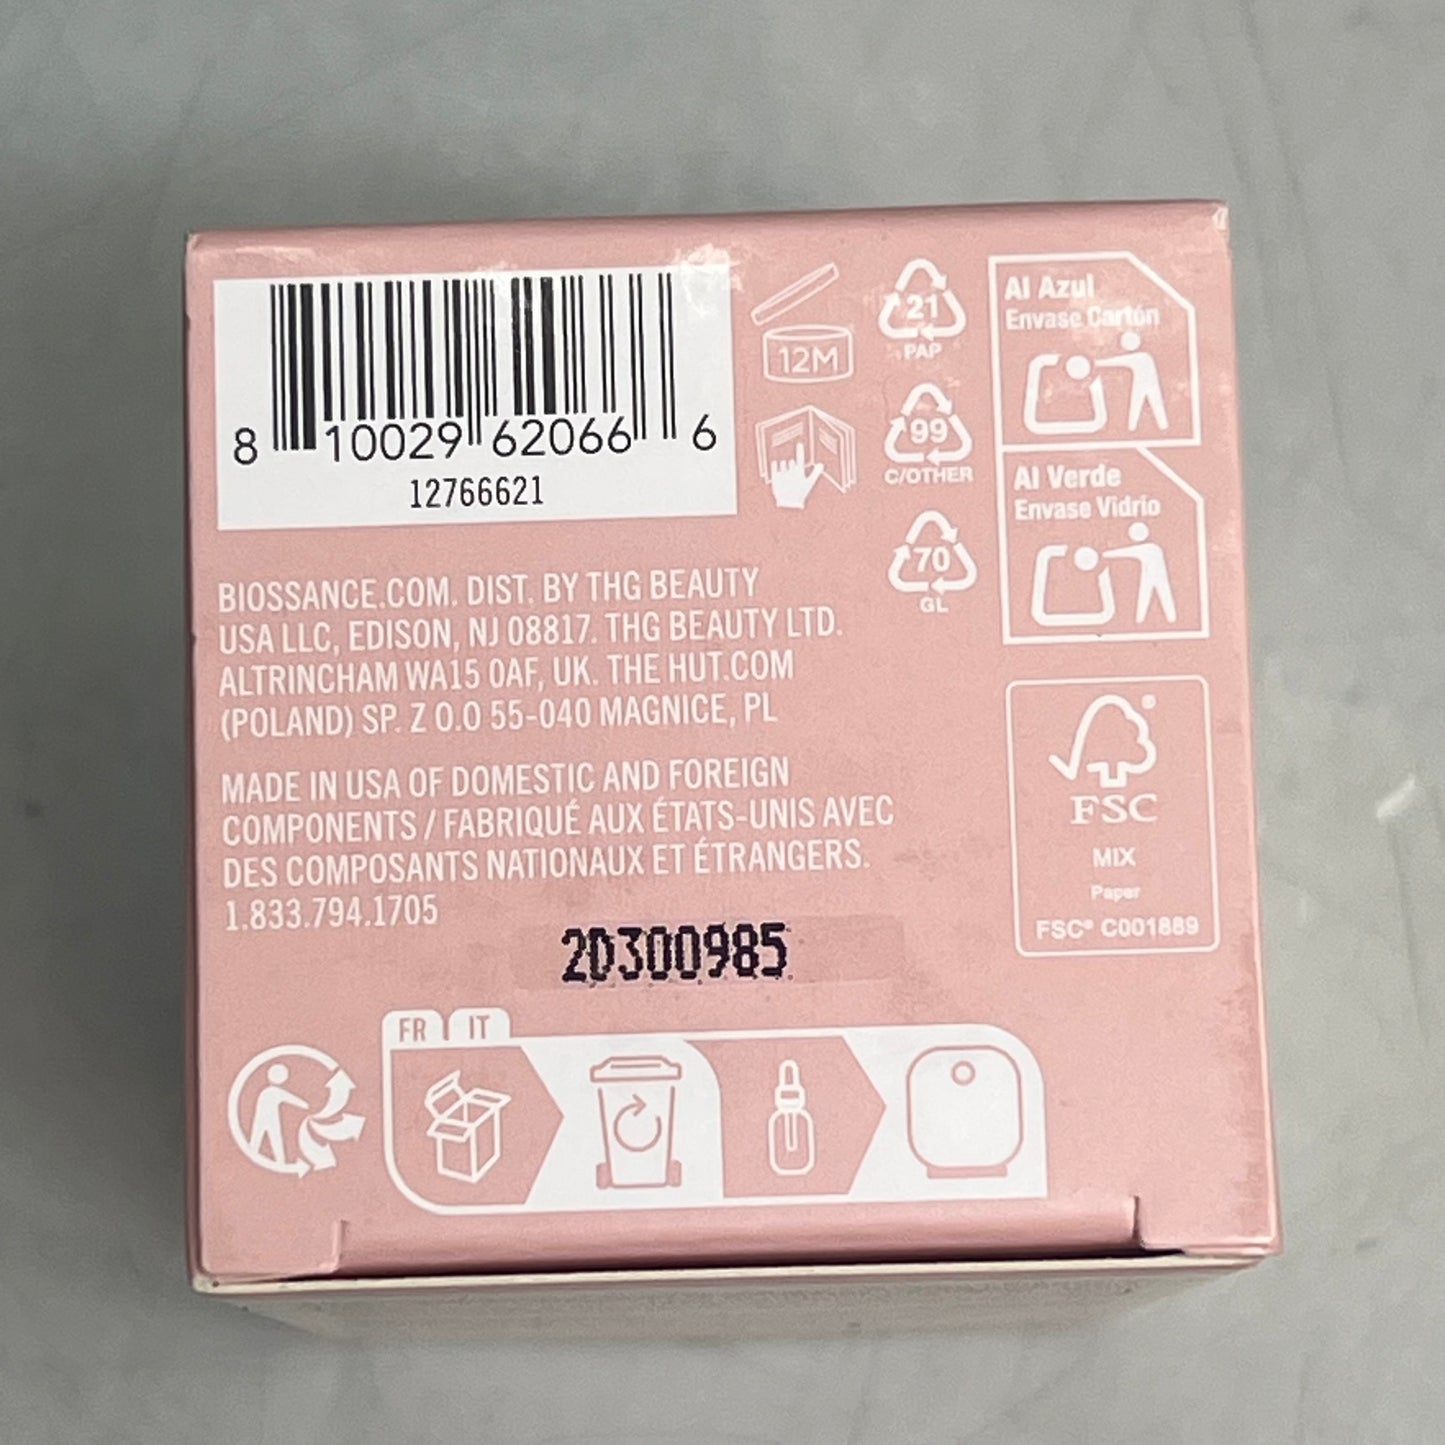 8 10029 62066 6
12766621
12M
21
PAP
99
C/OTHER
70
GL
Al Azul
Envase Cartón
Al Verde
Envase Vidrio
BIOSSANCE.COM. DIST. BY THG BEAUTY
USA LLC, EDISON, NJ 08817. THG BEAUTY LTD.
ALTRINCHAM WA15 0AF, UK. THE HUT.COM
(POLAND) SP. Z O.O 55-040 MAGNICE, PL
MADE IN USA OF DOMESTIC AND FOREIGN
COMPONENTS / FABRIQUÉ AUX ÉTATS-UNIS AVEC
DES COMPOSANTS NATIONAUX ET ÉTRANGERS.
1.833.794.1705
FSC
MIX
Paper
FSC® C001889
20300985
FR IT